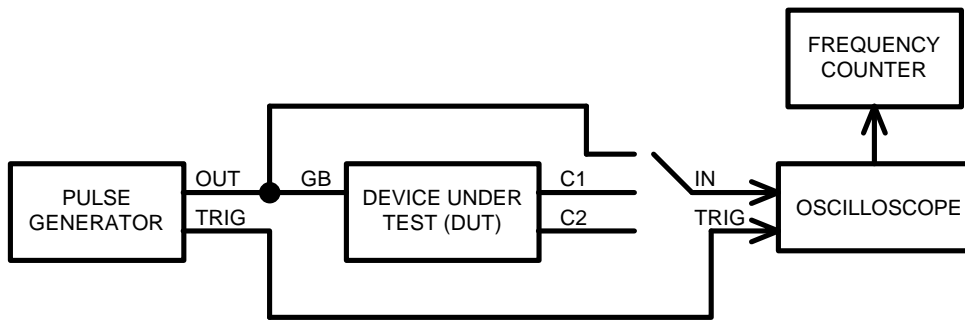 FREQUENCY
COUNTER
PULSE
GENERATOR
OUT
TRIG
GB
DEVICE UNDER
TEST (DUT)
C1
C2
IN
TRIG
OSCILLOSCOPE